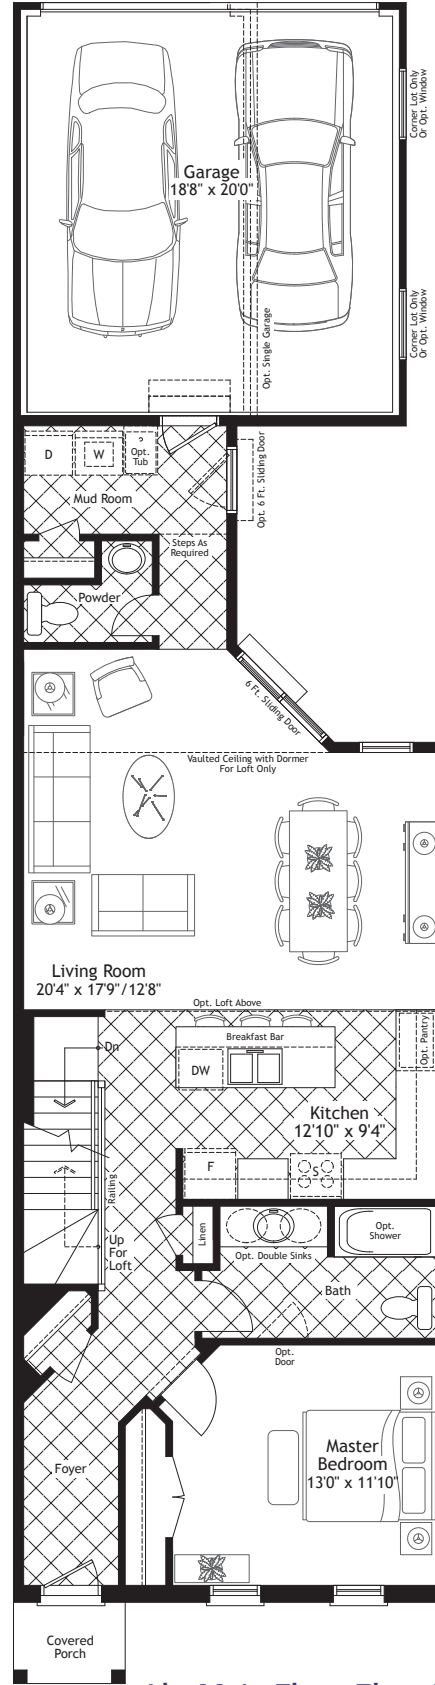 Garage
18'8" x 20'0"
Corner Lot Only
Or Opt. Window
Corner Lot Only
Or Opt. Window
Opt. Single Garage
D
W
Opt.
Tub
Mud Room
Opt. 6 Ft. Sliding Door
Steps As
Required
Powder
6 Ft. Sliding Door
Vaulted Ceiling with Dormer
For Loft Only
Living Room
20'4" x 17'9"/12'8"
Opt. Loft Above
Dn
Breakfast Bar
DW
Opt. Pantry
Kitchen
12'10" x 9'4"
F
S
Railing
Up
For
Loft
Linen
Opt. Double Sinks
Opt.
Shower
Bath
Opt.
Door
Foyer
Master
Bedroom
13'0" x 11'10"
Covered
Porch